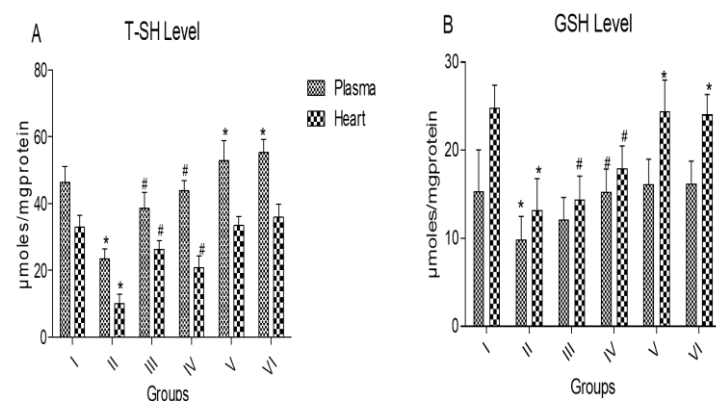 A
T-SH Level
µmoles/mgprotein
80
60
40
20
0
*
*
#
#
#
#
*
*
I
II
III
IV
V
VI
Groups
Plasma
Heart
B
GSH Level
µmoles/mgprotein
30
20
10
0
*
*
#
#
#
*
*
I
II
III
IV
V
VI
Groups